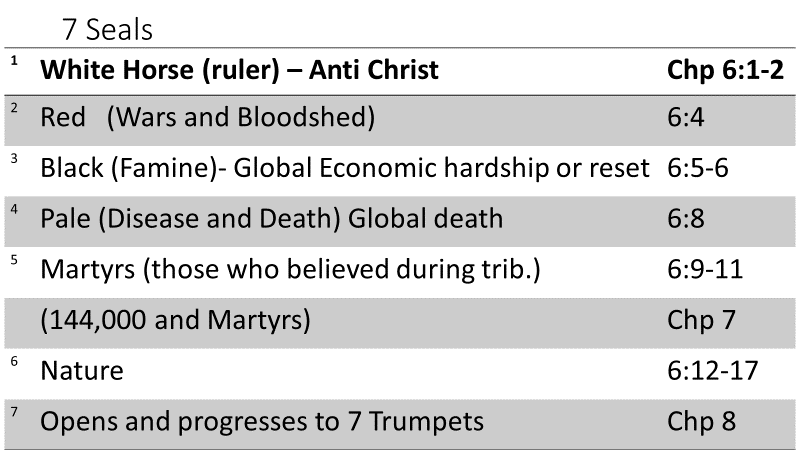 7 Seals
1 White Horse (ruler) – Anti Christ Chp 6:1-2
2 Red (Wars and Bloodshed) 6:4
3 Black (Famine)- Global Economic hardship or reset 6:5-6
4 Pale (Disease and Death) Global death 6:8
5 Martyrs (those who believed during trib.) 6:9-11
(144,000 and Martyrs) Chp 7
6 Nature 6:12-17
7 Opens and progresses to 7 Trumpets Chp 8